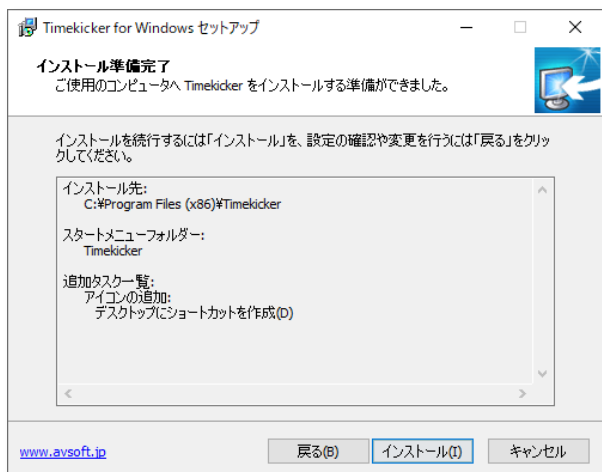 Timekicker for Windows セットアップ
インストール準備完了
ご使用のコンピュータへ Timekicker をインストールする準備ができました。
インストールを続行するには「インストール」を、設定の確認や変更を行うには「戻る」をクリッ
クしてください。
インストール先:
C:¥Program Files (x86)¥Timekicker
スタートメニューフォルダー:
Timekicker
追加タスク一覧:
アイコンの追加:
デスクトップにショートカットを作成(D)
www.avsoft.jp
戻る(B)
インストール(I)
キャンセル